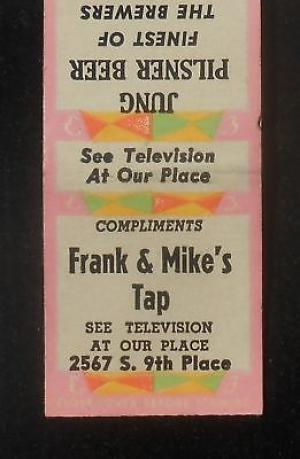 JUNG
PILSNER BEER
FINEST OF
THE BREWERS
See Television
At Our Place
COMPLIMENTS
Frank & Mike's
Tap
SEE TELEVISION
AT OUR PLACE
2567 S. 9th Place